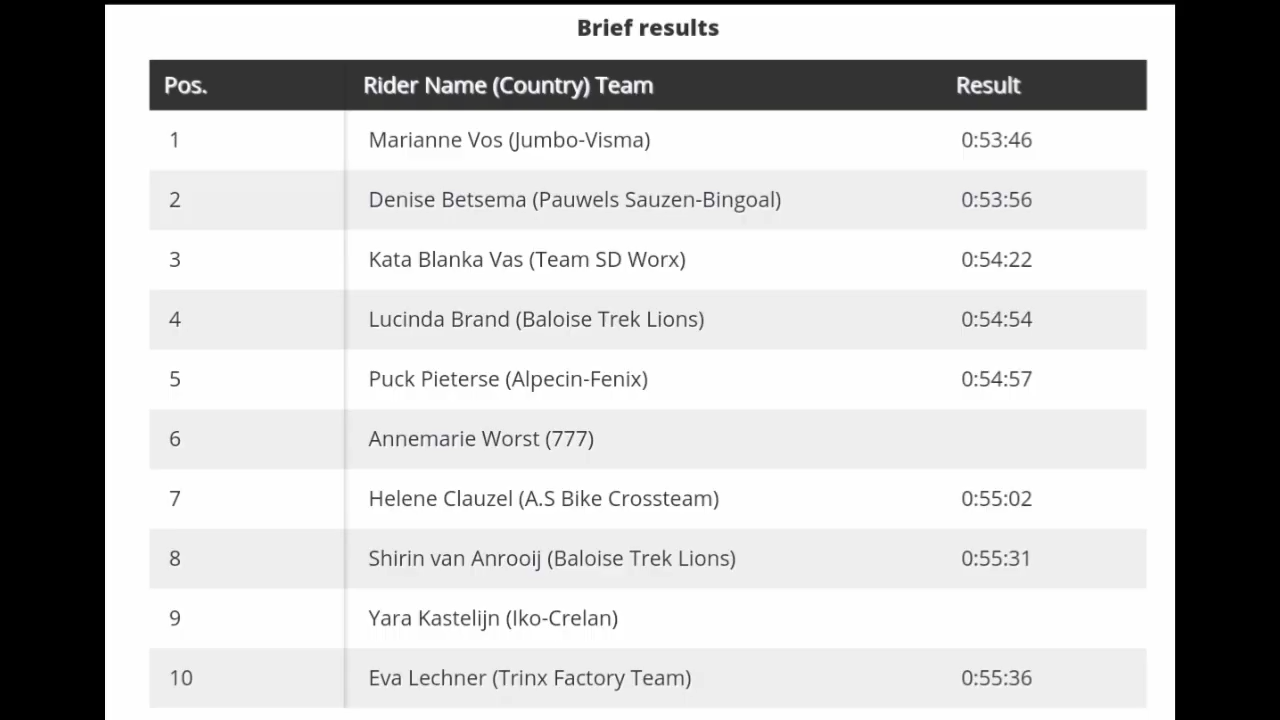 Brief results
Pos. Rider Name (Country) Team Result
1 Marianne Vos (Jumbo-Visma) 0:53:46
2 Denise Betsema (Pauwels Sauzen-Bingoal) 0:53:56
3 Kata Blanka Vas (Team SD Worx) 0:54:22
4 Lucinda Brand (Baloise Trek Lions) 0:54:54
5 Puck Pieterse (Alpecin-Fenix) 0:54:57
6 Annemarie Worst (777)
7 Helene Clauzel (A.S Bike Crossteam) 0:55:02
8 Shirin van Anrooij (Baloise Trek Lions) 0:55:31
9 Yara Kastelijn (Iko-Crelan)
10 Eva Lechner (Trinx Factory Team) 0:55:36